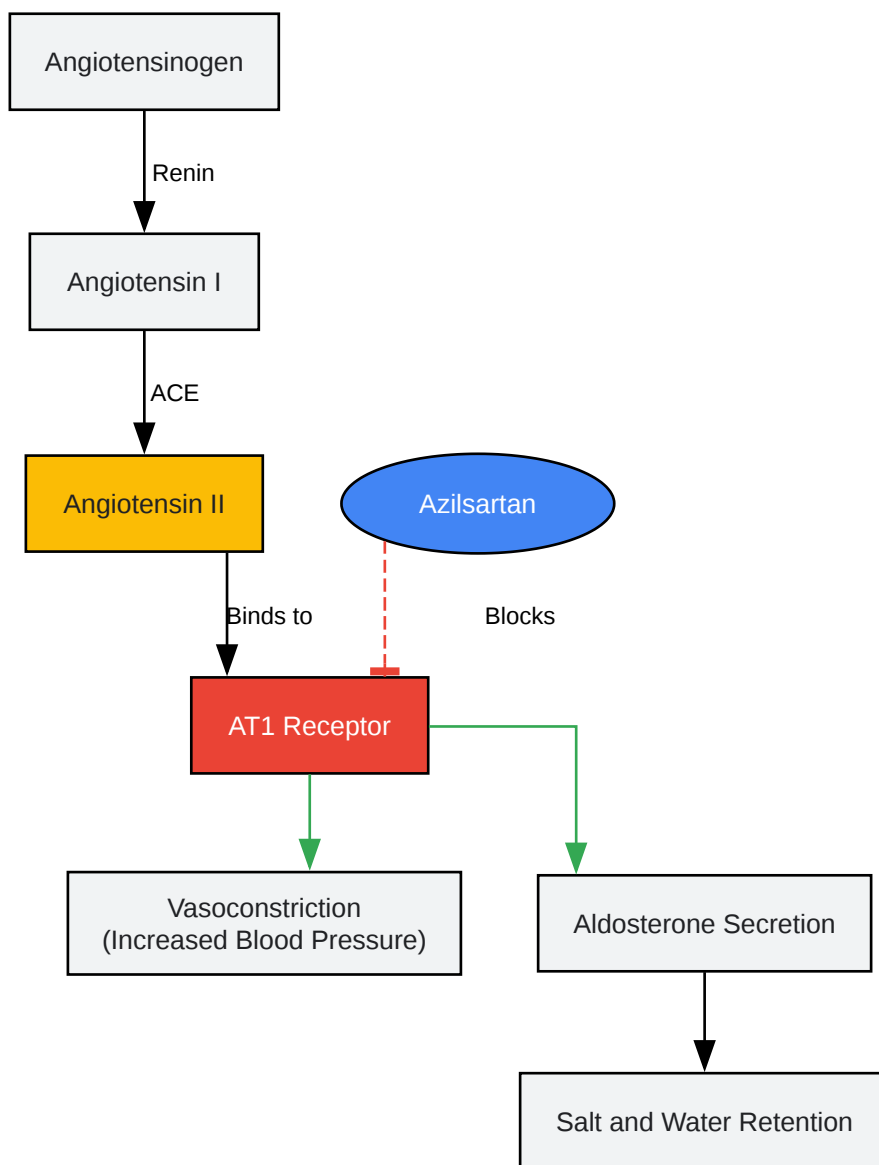 Angiotensinogen
Renin
Angiotensin I
ACE
Angiotensin II
Azilsartan
Binds to
Blocks
AT1 Receptor
Vasoconstriction
(Increased Blood Pressure)
Aldosterone Secretion
Salt and Water Retention